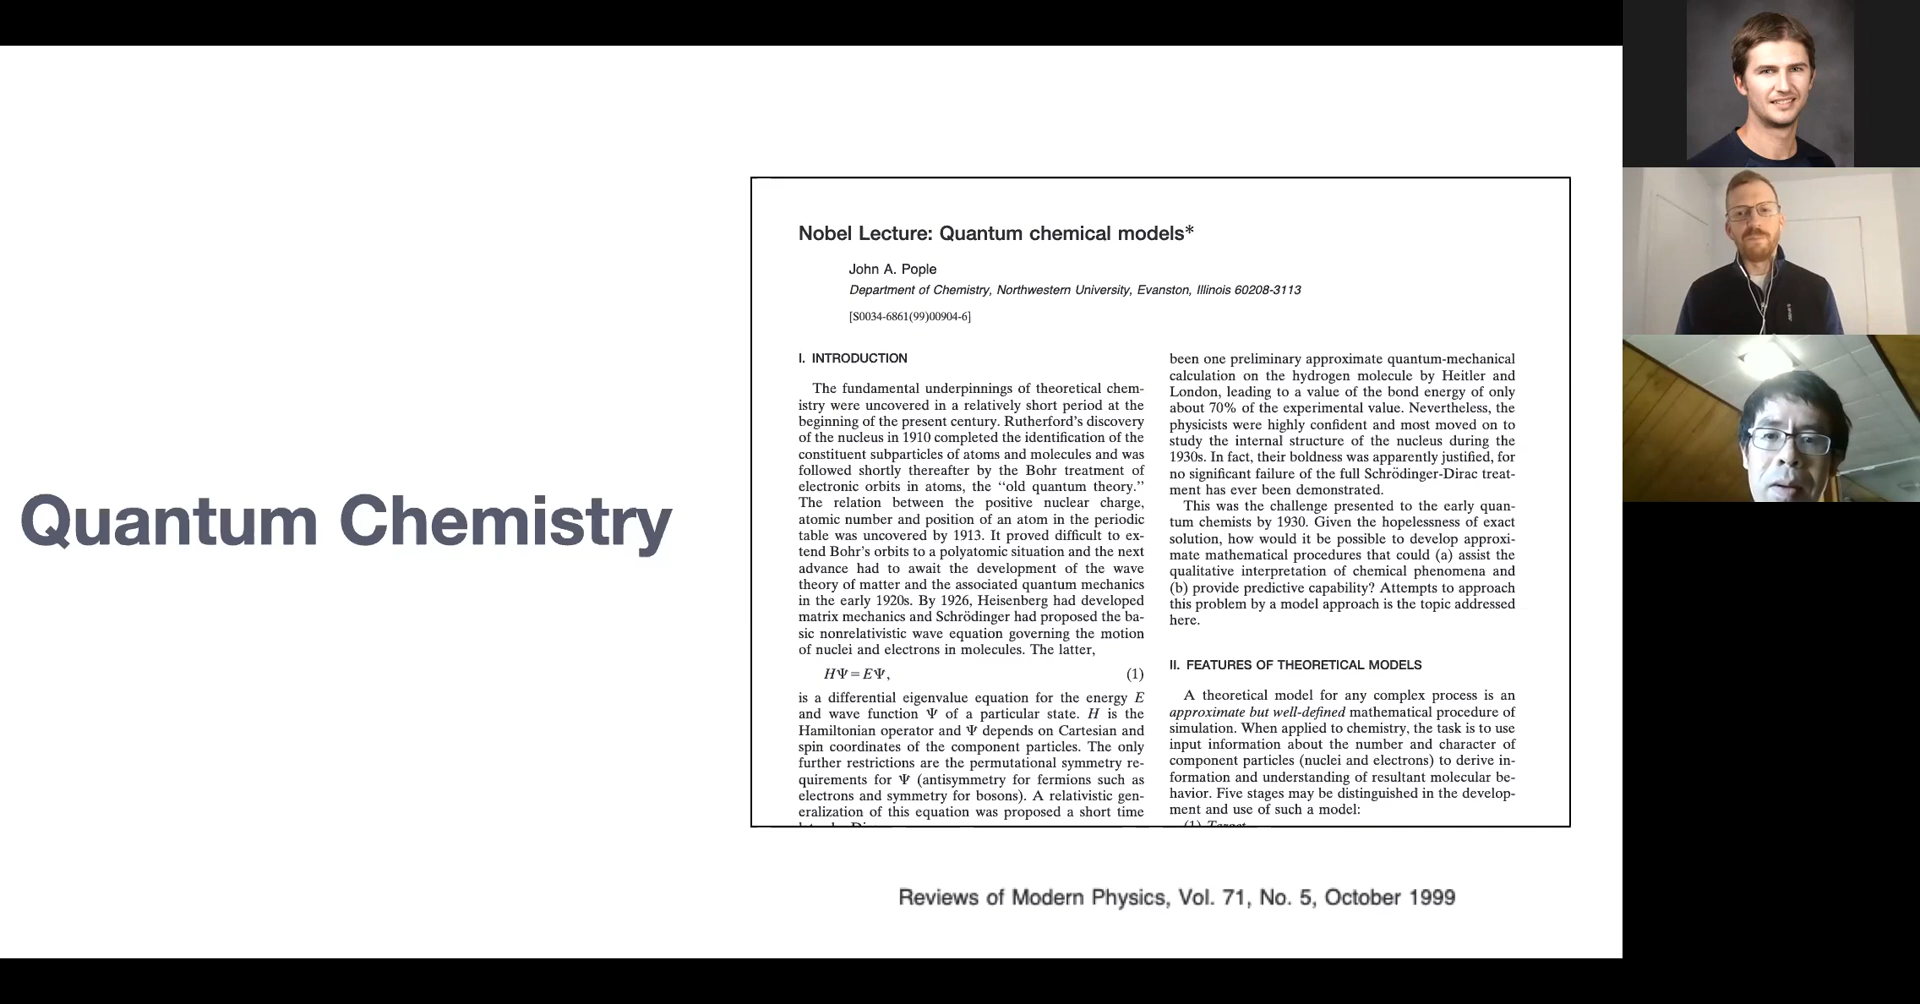 Quantum Chemistry
Nobel Lecture: Quantum chemical models*
John A. Pople
Department of Chemistry, Northwestern University, Evanston, Illinois 60208-3113
[S0034-6861(99)00904-6]
I. INTRODUCTION
The fundamental underpinnings of theoretical chem-
istry were uncovered in a relatively short period at the
beginning of the present century. Rutherford's discovery
of the nucleus in 1910 completed the identification of the
constituent subparticles of atoms and molecules and was
followed shortly thereafter by the Bohr treatment of
electronic orbits in atoms, the “old quantum theory.”
The relation between the positive nuclear charge,
atomic number and position of an atom in the periodic
table was uncovered by 1913. It proved difficult to ex-
tend Bohr's orbits to a polyatomic situation and the next
advance had to await the development of the wave
theory of matter and the associated quantum mechanics
in the early 1920s. By 1926, Heisenberg had developed
matrix mechanics and Schrödinger had proposed the ba-
sic nonrelativistic wave equation governing the motion
of nuclei and electrons in molecules. The latter,
HΨ=EΨ, (1)
is a differential eigenvalue equation for the energy E
and wave function Ψ of a particular state. H is the
Hamiltonian operator and Ψ depends on Cartesian and
spin coordinates of the component particles. The only
further restrictions are the permutational symmetry re-
quirements for Ψ (antisymmetry for fermions such as
electrons and symmetry for bosons). A relativistic gen-
eralization of this equation was proposed a short time
been one preliminary approximate quantum-mechanical
calculation on the hydrogen molecule by Heitler and
London, leading to a value of the bond energy of only
about 70% of the experimental value. Nevertheless, the
physicists were highly confident and most moved on to
study the internal structure of the nucleus during the
1930s. In fact, their boldness was apparently justified, for
no significant failure of the full Schrödinger-Dirac treat-
ment has ever been demonstrated.
This was the challenge presented to the early quan-
tum chemists by 1930. Given the hopelessness of exact
solution, how would it be possible to develop approxi-
mate mathematical procedures that could (a) assist the
qualitative interpretation of chemical phenomena and
(b) provide predictive capability? Attempts to approach
this problem by a model approach is the topic addressed
here.
II. FEATURES OF THEORETICAL MODELS
A theoretical model for any complex process is an
approximate but well-defined mathematical procedure of
simulation. When applied to chemistry, the task is to use
input information about the number and character of
component particles (nuclei and electrons) to derive in-
formation and understanding of resultant molecular be-
havior. Five stages may be distinguished in the develop-
ment and use of such a model:
(1) Target
Reviews of Modern Physics, Vol. 71, No. 5, October 1999